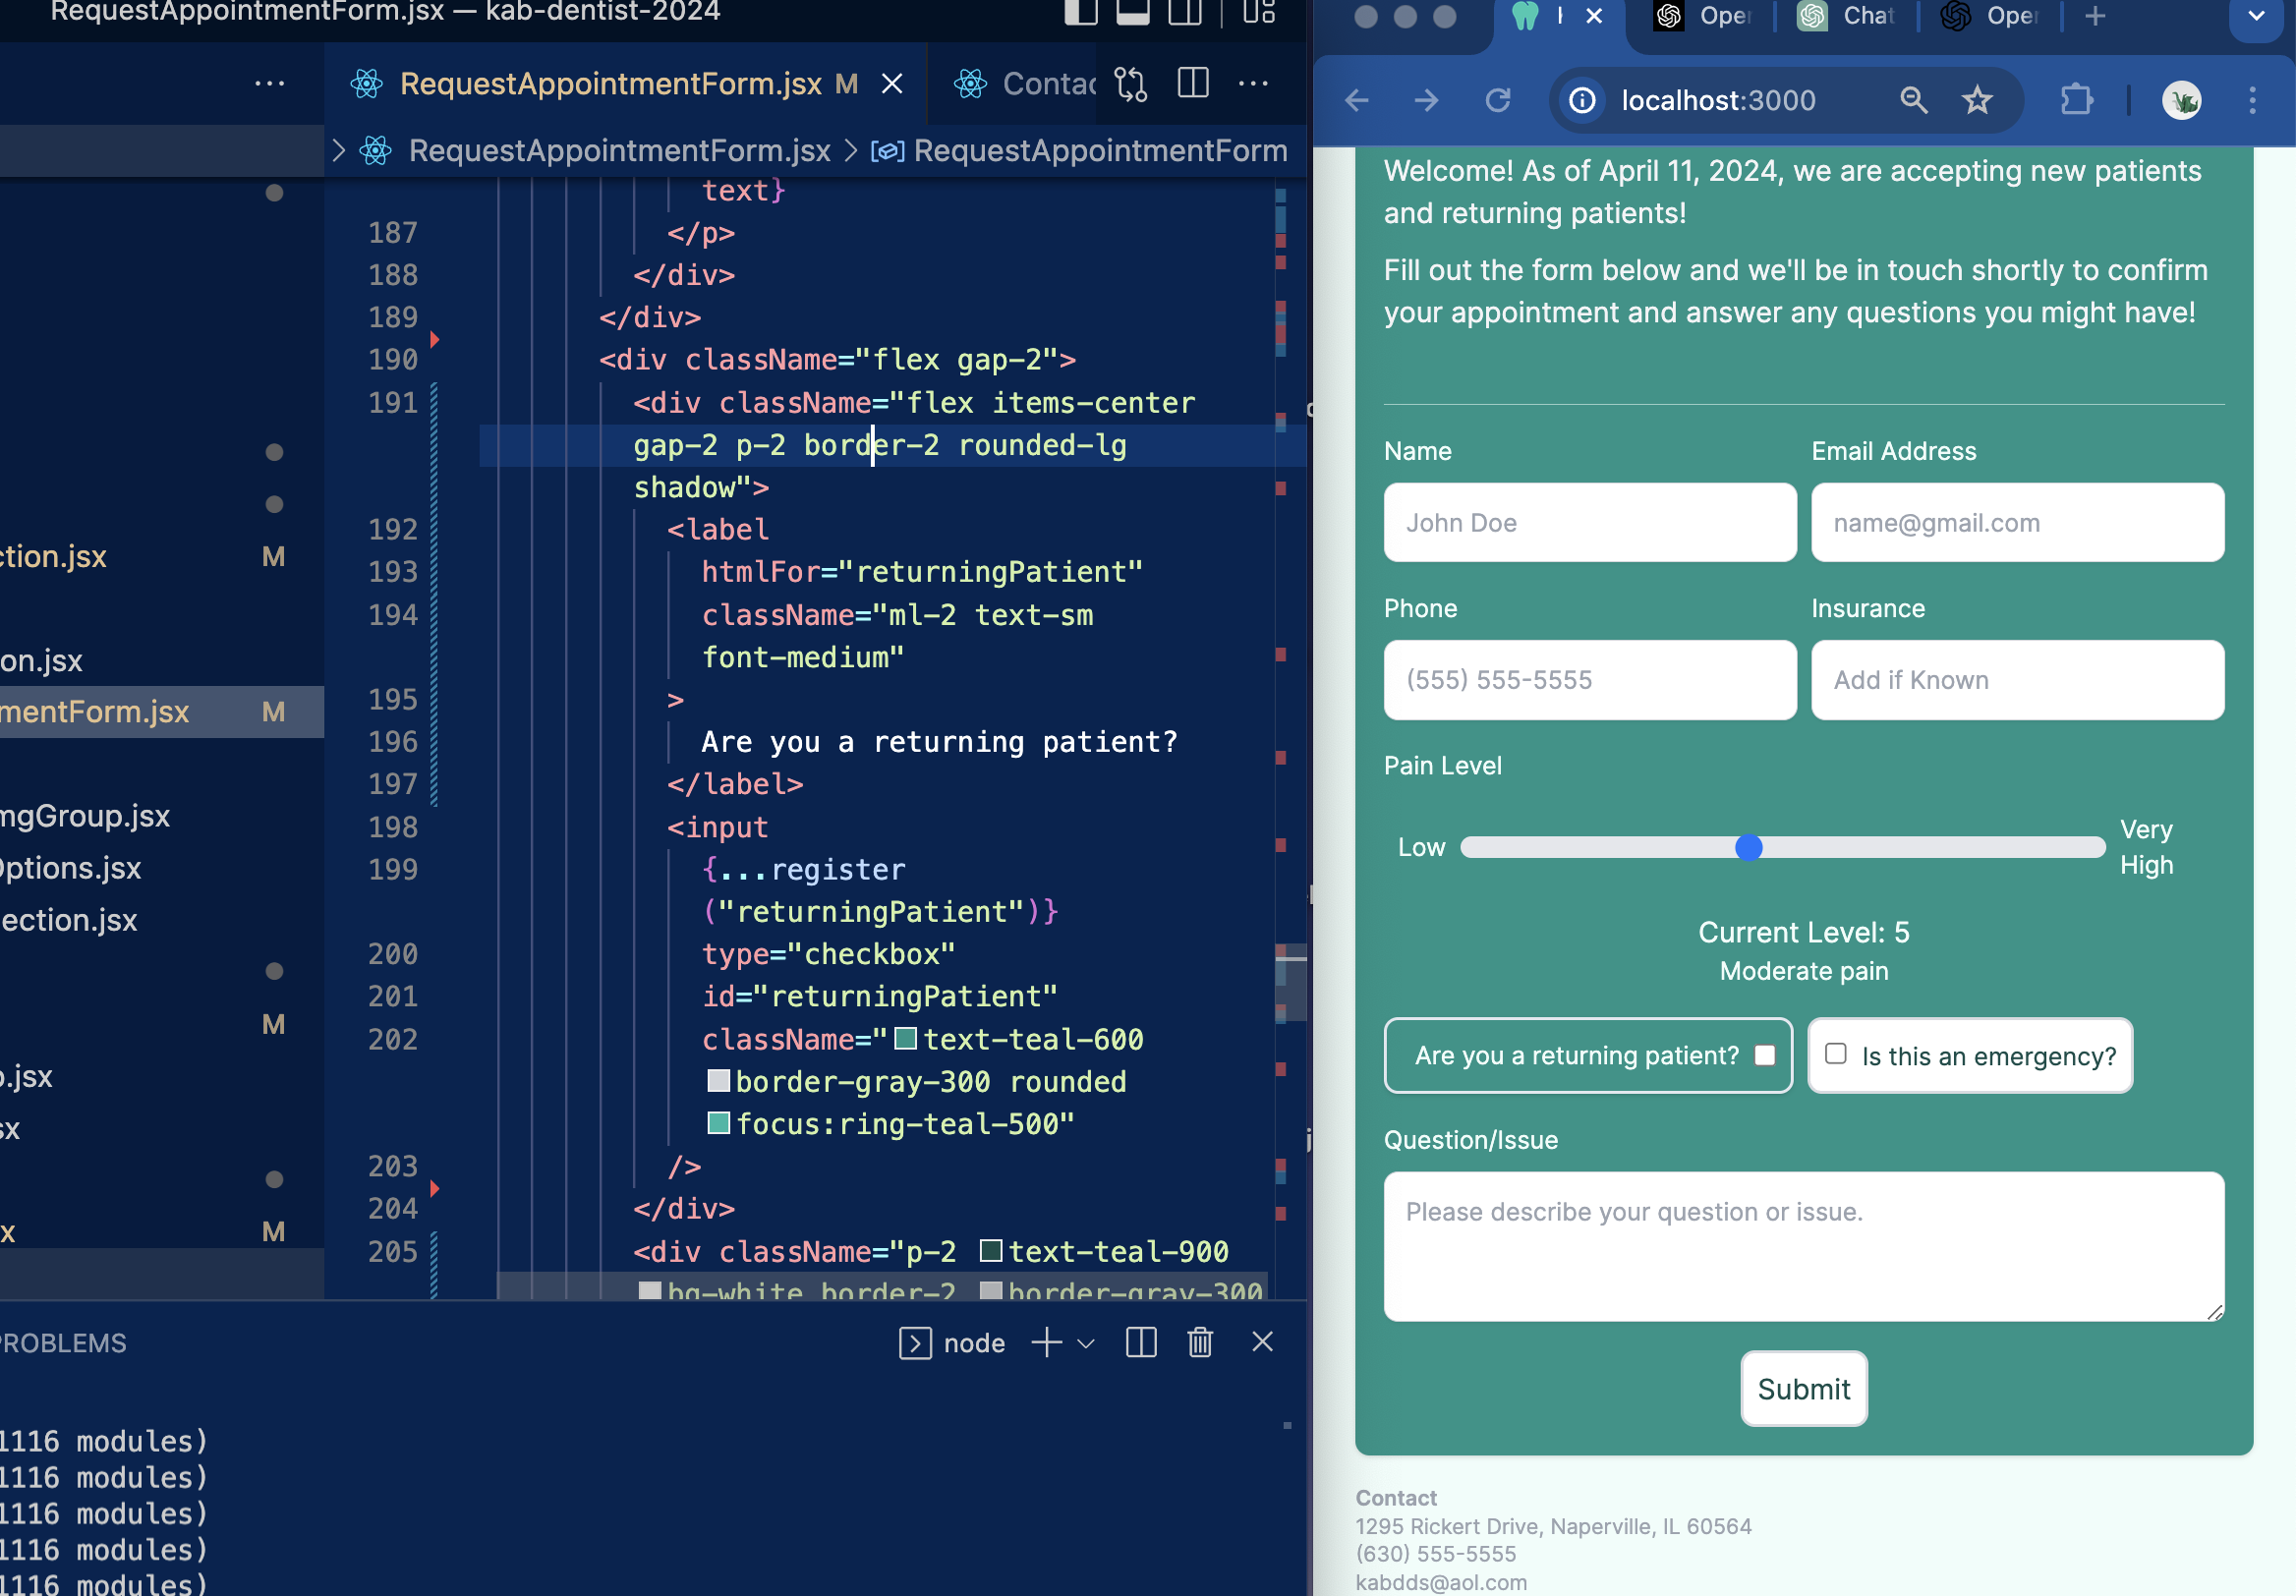 RequestAppointmentForm.jsx — kab-dentist-2024
RequestAppointmentForm.jsx M
Contac
RequestAppointmentForm.jsx > RequestAppointmentForm
ction.jsx M
on.jsx
mentForm.jsx M
mgGroup.jsx
Options.jsx
ection.jsx
M
o.jsx
sx
x M
text}
187 </p>
188 </div>
189 </div>
190 <div className="flex gap-2">
191 <div className="flex items-center
gap-2 p-2 border-2 rounded-lg
shadow">
192 <label
193 htmlFor="returningPatient"
194 className="ml-2 text-sm
font-medium"
195 >
196 Are you a returning patient?
197 </label>
198 <input
199 {...register
("returningPatient")}
200 type="checkbox"
201 id="returningPatient"
202 className="text-teal-600
border-gray-300 rounded
focus:ring-teal-500"
203 />
204 </div>
205 <div className="p-2 text-teal-900
bg-white border-2 border-gray-300
PROBLEMS
node
1116 modules)
1116 modules)
1116 modules)
1116 modules)
1116 modules)
Oper
Chat
Oper
localhost:3000
Welcome! As of April 11, 2024, we are accepting new patients
and returning patients!
Fill out the form below and we'll be in touch shortly to confirm
your appointment and answer any questions you might have!
Name
Email Address
John Doe
name@gmail.com
Phone
Insurance
(555) 555-5555
Add if Known
Pain Level
Low
Very
High
Current Level: 5
Moderate pain
Are you a returning patient?
Is this an emergency?
Question/Issue
Please describe your question or issue.
Submit
Contact
1295 Rickert Drive, Naperville, IL 60564
(630) 555-5555
kabdds@aol.com